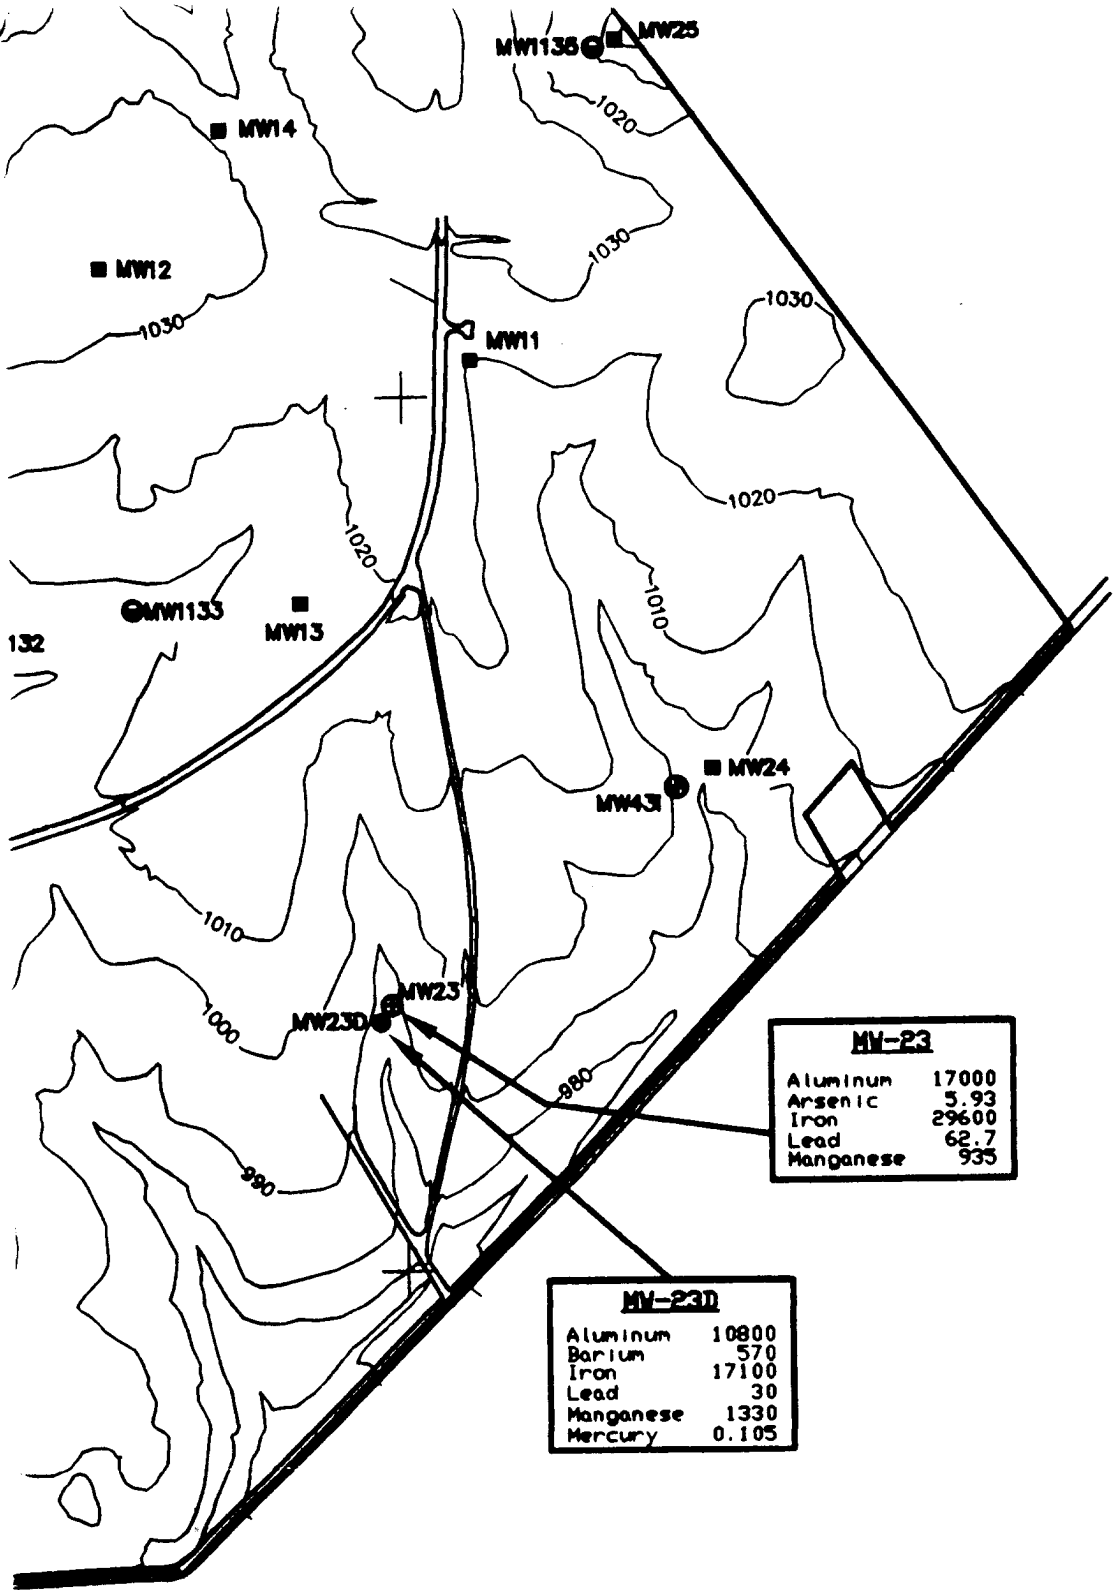 MW25
MW1135
1020
MW14
1030
MW12
1030
1030
MW11
1020
1020
1010
MW1133
MW13
132
MW24
MW43I
1010
MW23
MW23D
1000
980
990
MW-23
Aluminum 17000
Arsenic 5.93
Iron 29600
Lead 62.7
Manganese 935
MW-23D
Aluminum 10800
Barium 570
Iron 17100
Lead 30
Manganese 1330
Mercury 0.105